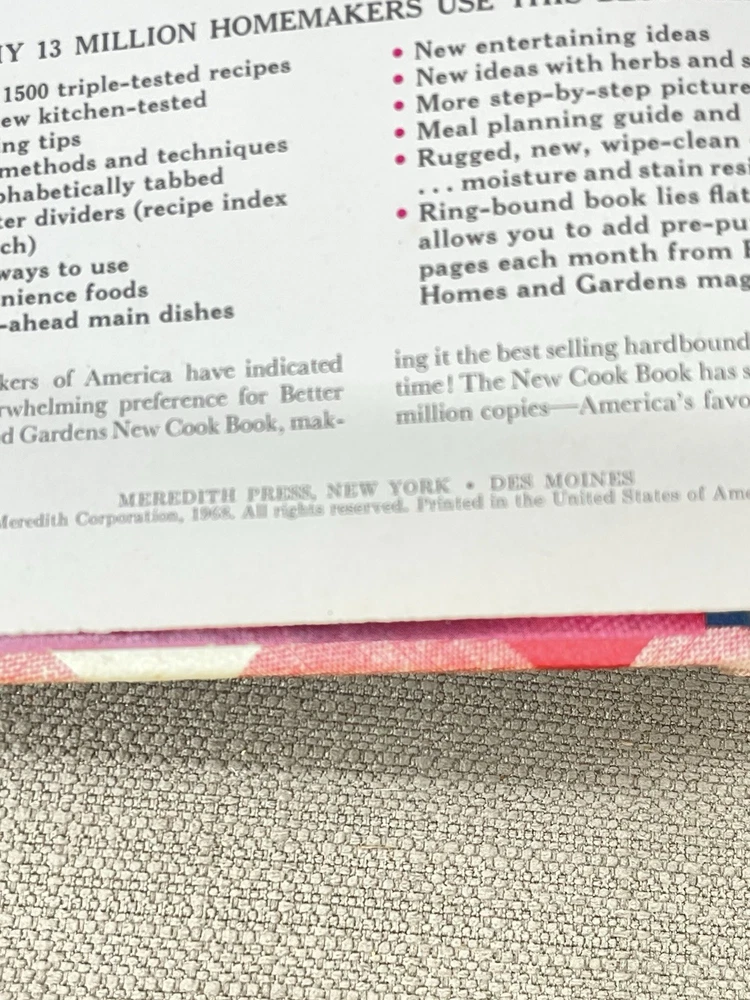 Y 13 MILLION HOMEMAKERS USE THIS
1500 triple-tested recipes
ew kitchen-tested
ng tips
methods and techniques
phabetically tabbed
ter dividers (recipe index
ch)
ways to use
nience foods
-ahead main dishes
• New entertaining ideas
• New ideas with herbs and s
• More step-by-step picture
• Meal planning guide and
• Rugged, new, wipe-clean
... moisture and stain resi
• Ring-bound book lies flat
allows you to add pre-pu
pages each month from B
Homes and Gardens mag
kers of America have indicated
rwhelming preference for Better
d Gardens New Cook Book, mak-
ing it the best selling hardbound
time! The New Cook Book has s
million copies—America's favo
MEREDITH PRESS, NEW YORK • DES MOINES
Meredith Corporation, 1968. All rights reserved. Printed in the United States of Ame